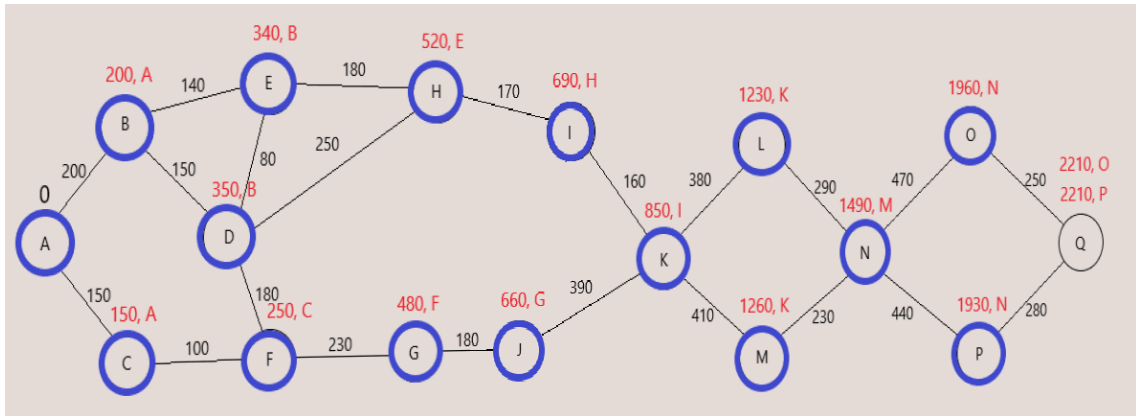 340, B
520, E
200, A
140
E
180
H
170
690, H
1230, K
1960, N
B
I
L
O
200
150
80
250
350, B
160
380
290
470
250
2210, O
2210, P
0
850, I
1490, M
A
D
K
N
Q
150
180
150, A
250, C
480, F
660, G
390
410
1260, K
230
440
1930, N
280
C
100
F
230
G
180
J
M
P